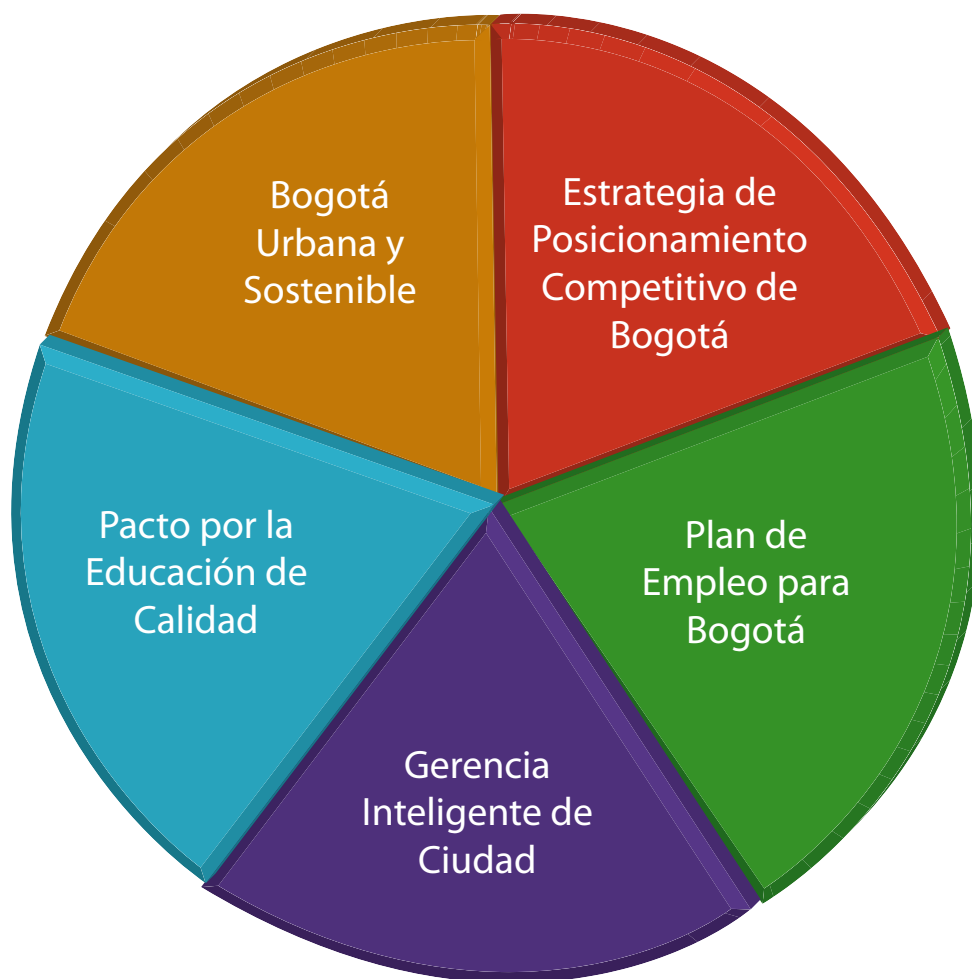 Bogotá
Urbana y
Sostenible
Estrategia de
Posicionamiento
Competitivo de
Bogotá
Pacto por la
Educación de
Calidad
Plan de
Empleo para
Bogotá
Gerencia
Inteligente de
Ciudad